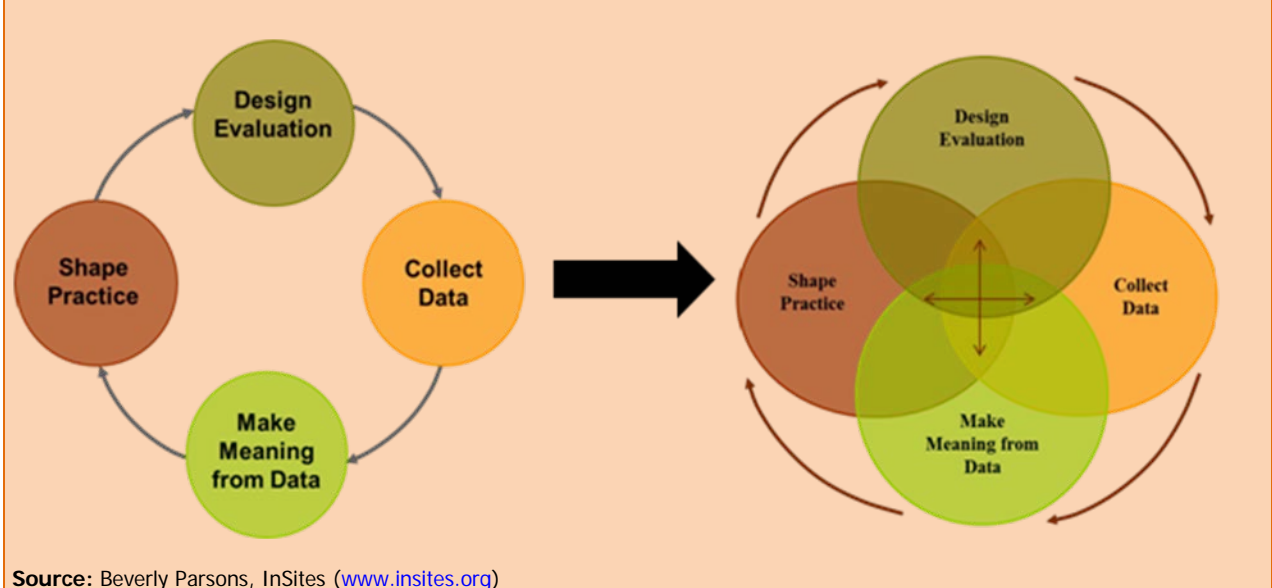 Design
Evaluation
Shape
Practice
Collect
Data
Make
Meaning
from Data
Design
Evaluation
Shape
Practice
Collect
Data
Make
Meaning from
Data
Source: Beverly Parsons, InSites (www.insites.org)